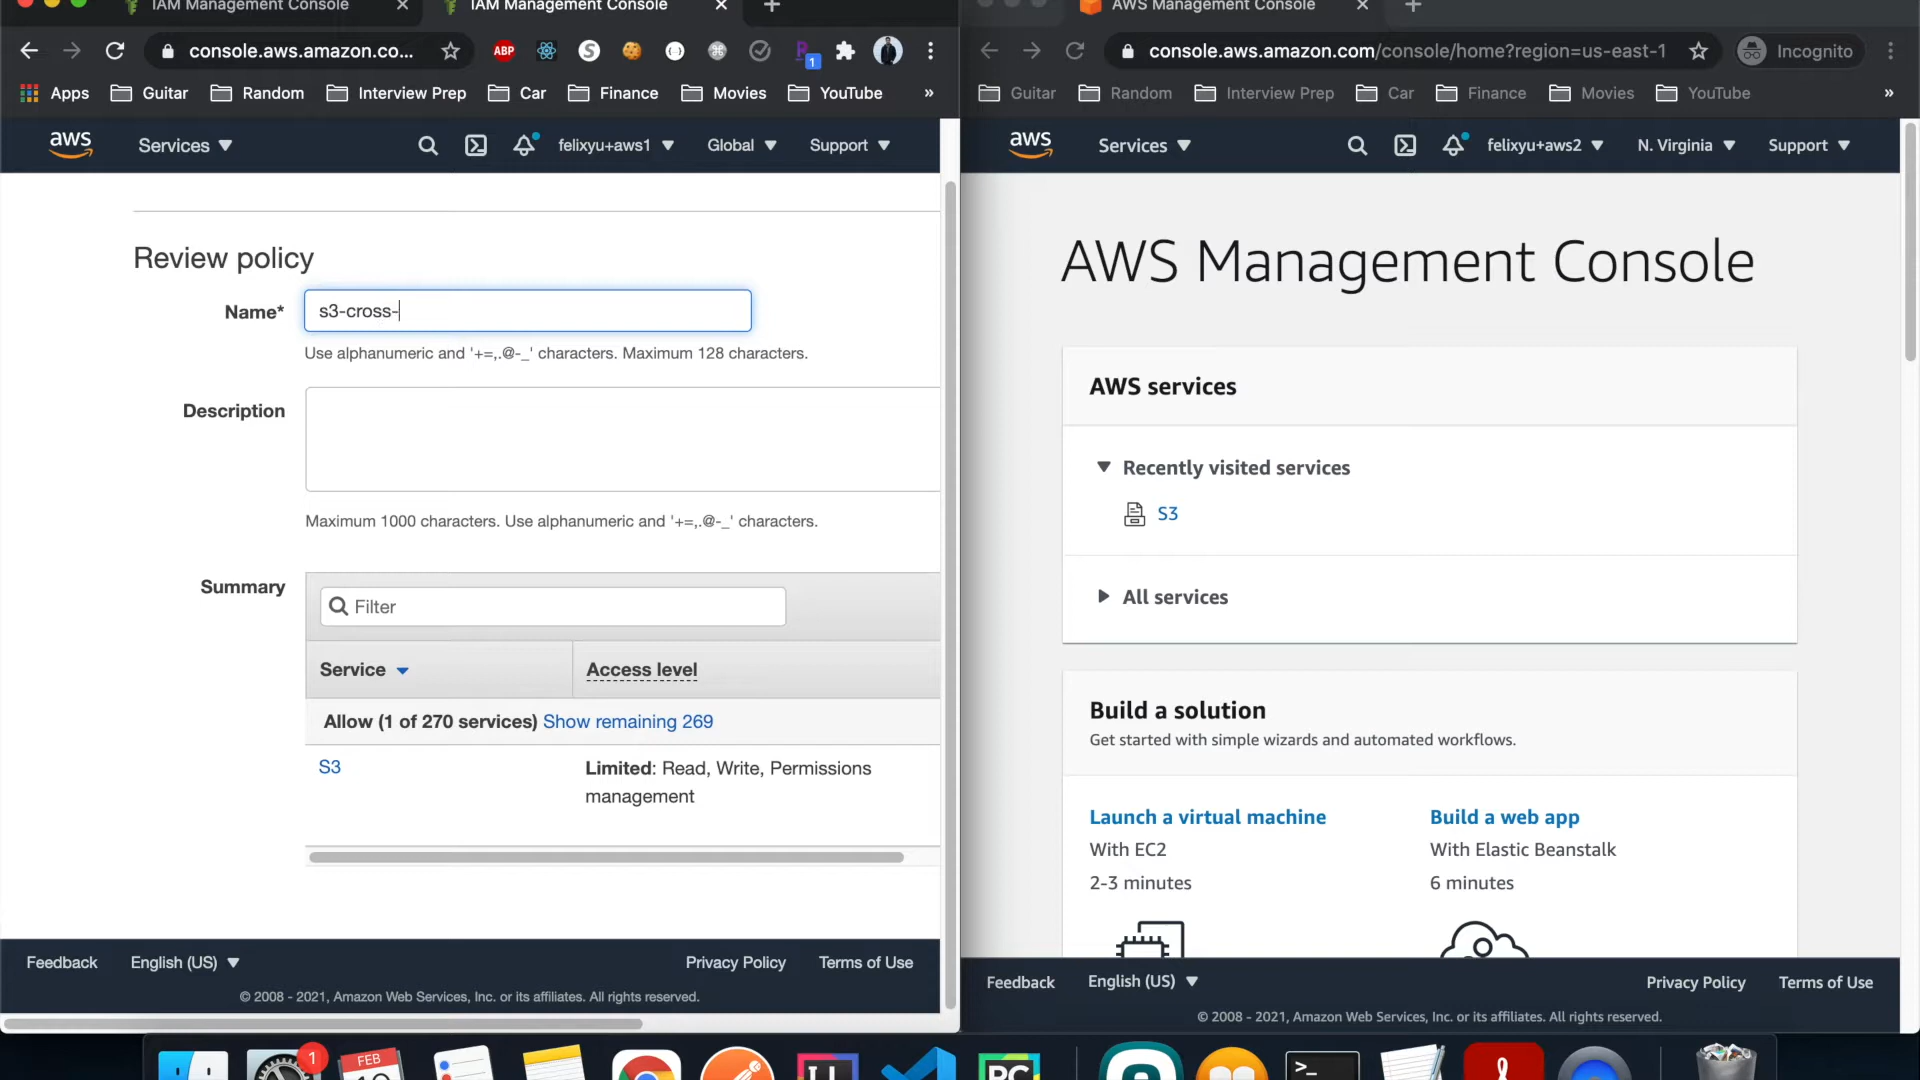 IAM Management Console
IAM Management Console
console.aws.amazon.co...
ABP
1
Apps
Guitar
Random
Interview Prep
Car
Finance
Movies
YouTube
»
aws
Services
felixyu+aws1
Global
Support
Review policy
Name*
s3-cross-
Use alphanumeric and '+=,.@-_' characters. Maximum 128 characters.
Description
Maximum 1000 characters. Use alphanumeric and '+=,.@-_' characters.
Summary
Filter
Service
Access level
Allow (1 of 270 services) Show remaining 269
S3
Limited: Read, Write, Permissions
management
Feedback
English (US)
Privacy Policy
Terms of Use
© 2008 - 2021, Amazon Web Services, Inc. or its affiliates. All rights reserved.
AWS Management Console
console.aws.amazon.com/console/home?region=us-east-1
Incognito
Guitar
Random
Interview Prep
Car
Finance
Movies
YouTube
»
aws
Services
felixyu+aws2
N. Virginia
Support
AWS Management Console
AWS services
Recently visited services
S3
All services
Build a solution
Get started with simple wizards and automated workflows.
Launch a virtual machine
With EC2
2-3 minutes
Build a web app
With Elastic Beanstalk
6 minutes
Feedback
English (US)
Privacy Policy
Terms of Use
© 2008 - 2021, Amazon Web Services, Inc. or its affiliates. All rights reserved.
1
FEB
PC
>_